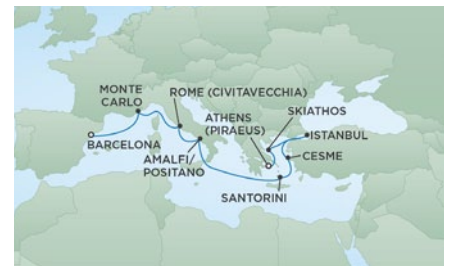 MONTE
CARLO
ROME (CIVITAVECCHIA)
ATHENS
(PIRAEUS)
SKIATHOS
ISTANBUL
BARCELONA
CESME
AMALFI/
POSITANO
SANTORINI